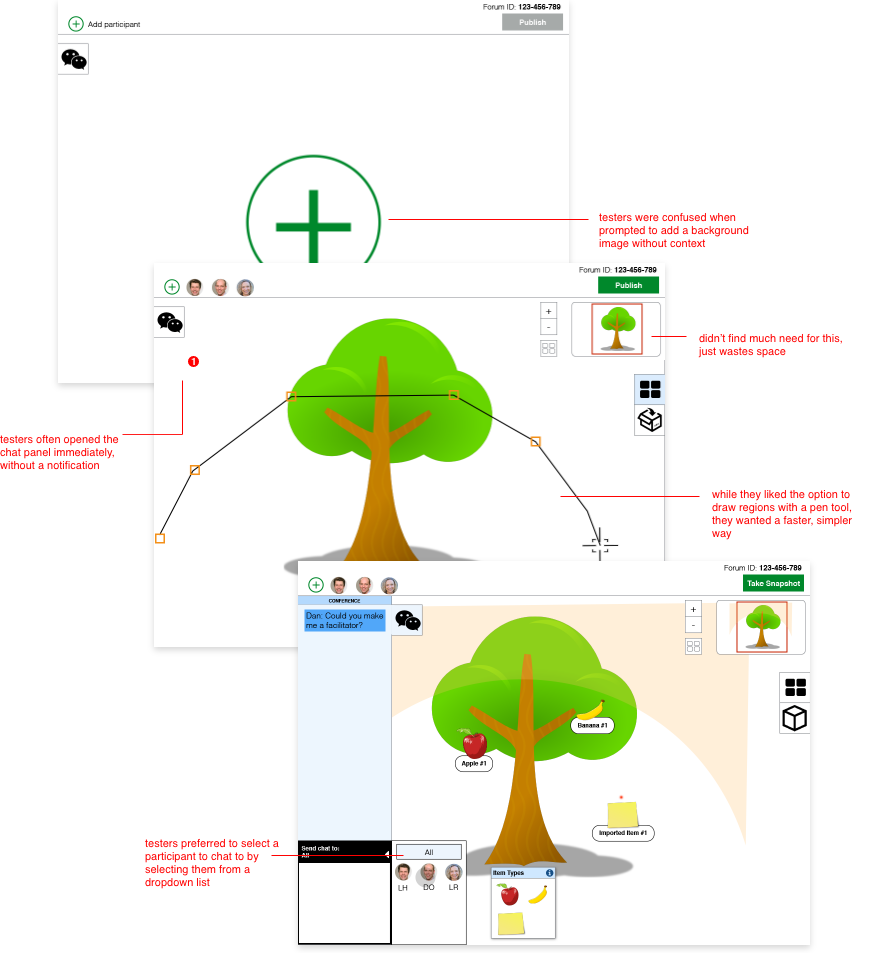 Forum ID: 123-456-789
Add participant
Publish
testers were confused when
prompted to add a background
image without context
Forum ID: 123-456-789
Publish
+
-
didn't find much need for this,
just wastes space
1
testers often opened the
chat panel immediately,
without a notification
while they liked the option to
draw regions with a pen tool,
they wanted a faster, simpler
way
Forum ID: 123-456-789
Take Snapshot
CONFERENCE
Dan: Could you make
me a facilitator?
+
-
Banana #1
Apple #1
Imported Item #1
testers preferred to select a
participant to chat to by
selecting them from a
dropdown list
Send chat to:
All
All
LH DO LR
Item Types
i